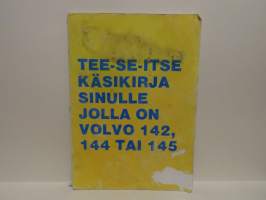 TEE-SE-ITSE
KÄSIKIRJA
SINULLE
JOLLA ON
VOLVO 142,
144 TAI 145